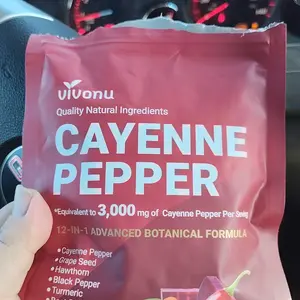 vivonu
Quality Natural Ingredients
CAYENNE
PEPPER
*Equivalent to 3,000 mg of Cayenne Pepper Per Serving
12-IN-1 ADVANCED BOTANICAL FORMULA
• Cayenne Pepper
• Grape Seed
• Hawthorn
• Black Pepper
• Turmeric